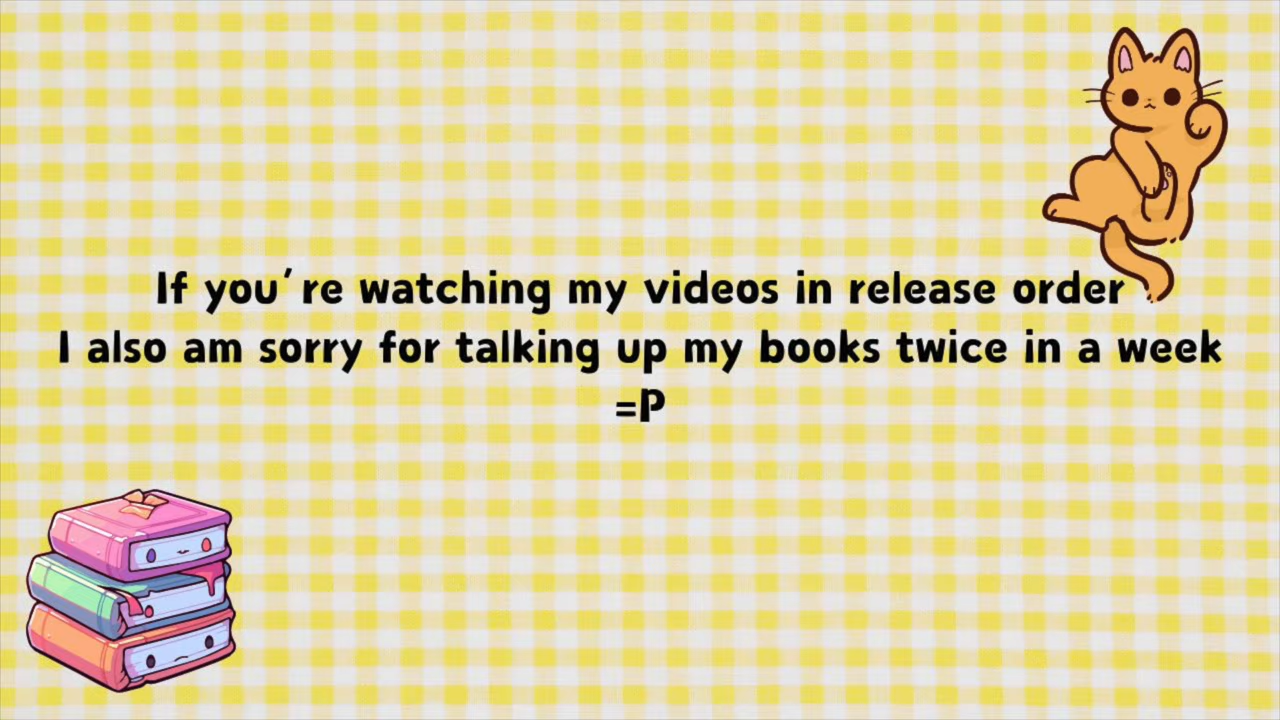 If you're watching my videos in release order
I also am sorry for talking up my books twice in a week
=P